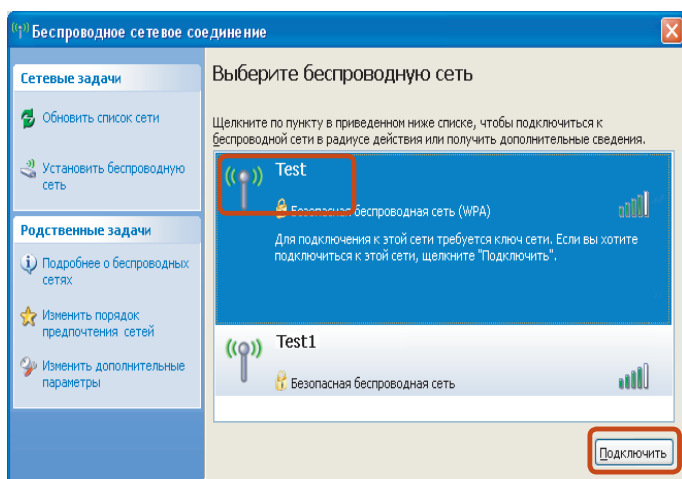 Беспроводное сетевое соединение
Сетевые задачи
Обновить список сети
Установить беспроводную
сеть
Родственные задачи
Подробнее о беспроводных
сетях
Изменить порядок
предпочтения сетей
Изменить дополнительные
параметры
Выберите беспроводную сеть
Щелкните по пункту в приведенном ниже списке, чтобы подключиться к
беспроводной сети в радиусе действия или получить дополнительные сведения.
Test
Безопасная беспроводная сеть (WPA)
Для подключения к этой сети требуется ключ сети. Если вы хотите
подключиться к этой сети, щелкните "Подключить".
Test1
Безопасная беспроводная сеть
Подключить